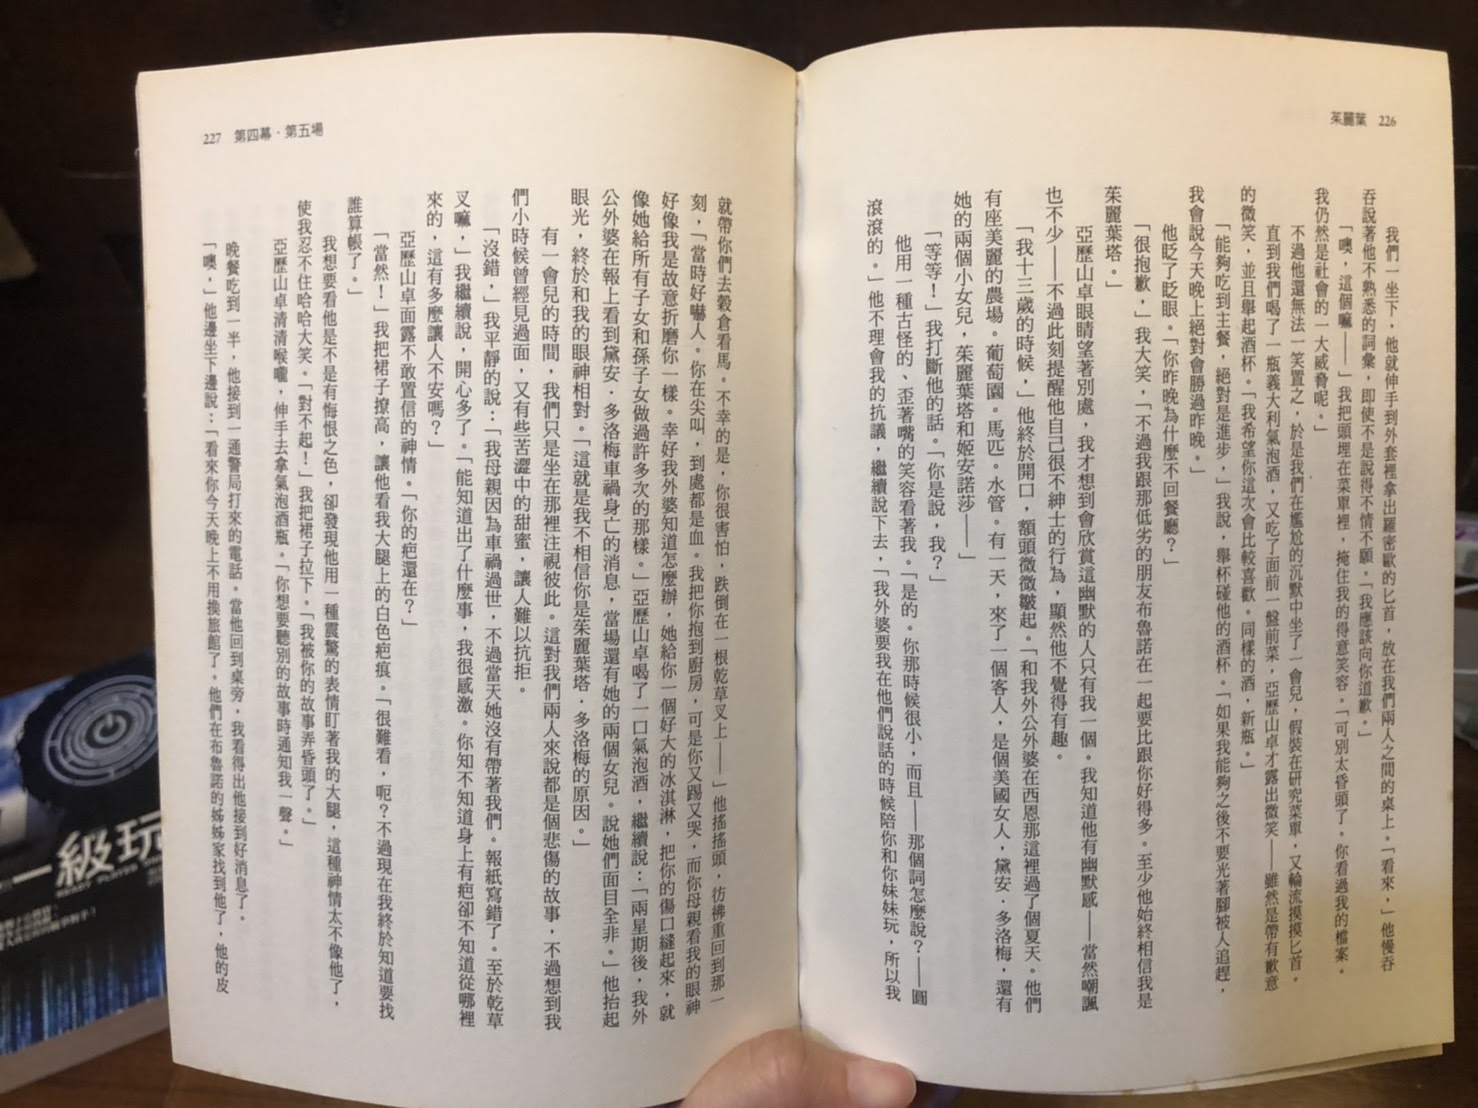 茱麗葉 226
我們一坐下，他就伸手到外套裡拿出羅密歐的匕首，放在我們兩人之間的桌上。「看來，」他慢吞
吞說著他不熟悉的詞彙，即使不是說得不情不願。「我應該向你道歉。」
「噢，這個嘛——」我把頭埋在菜單裡，掩住我的得意笑容。「可別太昏頭了。你看過我的檔案。
我仍然是社會的一大威脅呢。」
不過他還無法一笑置之，於是我們在尷尬的沉默中坐了一會兒，假裝在研究菜單，又輪流摸摸匕首。
直到我們喝了一瓶義大利氣泡酒，又吃了面前一盤前菜，亞歷山卓才露出微笑——雖然是帶有歉意
的微笑，並且舉起酒杯。「我希望你這次會比較喜歡。同樣的酒，新瓶。」
「能夠吃到主餐，絕對是進步，」我說，舉杯碰他的酒杯。「如果我能夠之後不要光著腳被人追趕，
我會說今天晚上絕對會勝過昨晚。」
他眨了眨眼。「你昨晚為什麼不回餐廳？」
「很抱歉，」我大笑，「不過我跟那低劣的朋友布魯諾在一起要比跟你好得多。至少他始終相信我是
茱麗葉塔。」
亞歷山卓眼睛望著別處，我才想到會欣賞這幽默的人只有我一個。我知道他有幽默感——當然嘲諷
也不少——不過此刻提醒他自己很不紳士的行為，顯然他不覺得有趣。
「我十三歲的時候，」他終於開口，額頭微微皺起。「和我外公外婆在西恩那這裡過了個夏天。他們
有座美麗的農場。葡萄園。馬匹。水管。有一天，來了一個客人，是個美國女人，黛安．多洛梅，還有
她的兩個小女兒，茱麗葉塔和姬安諾莎——」
「等等！」我打斷他的話。「你是說，我？」
他用一種古怪的、歪著嘴的笑容看著我。「是的。你那時候很小，而且——那個詞怎麼說？——圓
滾滾的。」他不理會我的抗議，繼續說下去，「我外婆要我在他們說話的時候陪你和你妹妹玩，所以我
227 第四幕．第五場
就帶你們去穀倉看馬。不幸的是，你很害怕，跌倒在一根乾草叉上——」他搖搖頭，彷彿重回到那一
刻，「當時好嚇人。你在尖叫，到處都是血。我把你抱到廚房，可是你又踢又哭，而你母親看我的眼神
好像我是故意折磨你一樣。幸好我外婆知道怎麼辦，她給你一個好大的冰淇淋，把你的傷口縫起來，就
像她給所有子女和孫子女做過許多次的那樣。」亞歷山卓喝了一口氣泡酒，繼續說：「兩星期後，我外
公外婆在報上看到黛安．多洛梅車禍身亡的消息，當場還有她的兩個女兒。說她們面目全非。」他抬起
眼光，終於和我的眼神相對。「這就是我不相信你是茱麗葉塔．多洛梅的原因。」
有一會兒的時間，我們只是坐在那裡注視彼此。這對我們兩人來說都是個悲傷的故事，不過想到我
們小時候曾經見過面，又有些苦澀中的甜蜜，讓人難以抗拒。
「沒錯，」我平靜的說：「我母親因為車禍過世，不過當天她沒有帶著我們。報紙寫錯了。至於乾草
叉嘛，」我繼續說，開心多了。「能知道出了什麼事，我很感激。你知不知道身上有疤卻不知道從哪裡
來的，這有多麼讓人不安嗎？」
亞歷山卓面露不敢置信的神情。「你的疤還在？」
「當然！」我把裙子撩高，讓他看我大腿上的白色疤痕。「很難看，呃？不過現在我終於知道要找
誰算帳了。」
我想要看他是不是有悔恨之色，卻發現他用一種震驚的表情盯著我的大腿，這種神情太不像他了，
使我忍不住哈哈大笑。「對不起！」我把裙子拉下。「我被你的故事弄昏頭了。」
亞歷山卓清清喉嚨，伸手去拿氣泡酒瓶。「你想要聽別的故事時通知我一聲。」
晚餐吃到一半，他接到一通警局打來的電話。當他回到桌旁，我看得出他接到好消息了。
「噢。」他邊坐下邊說：「看來你今天晚上不用換旅館了。他們在布魯諾的姊姊家找到他了，他的皮
一級玩
READY PLAYER